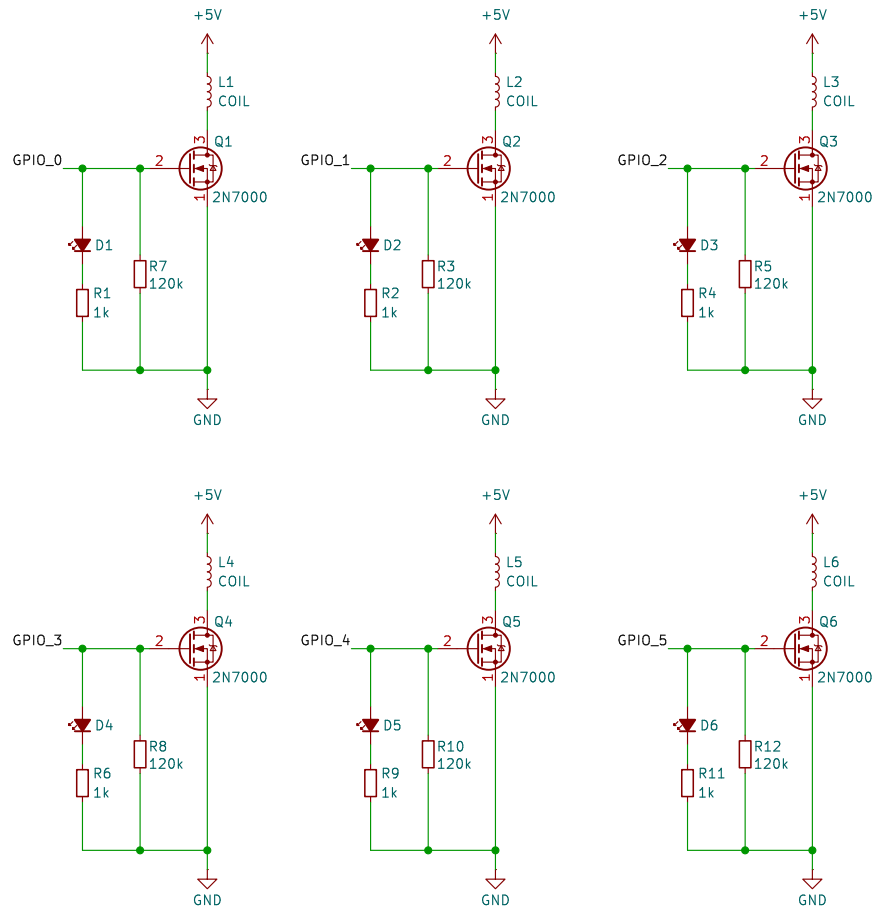 +5V
L1
COIL
3
Q1
GPIO_0
2
1
2N7000
D1
R7
120k
R1
1k
GND
+5V
L2
COIL
3
Q2
GPIO_1
2
1
2N7000
D2
R3
120k
R2
1k
GND
+5V
L3
COIL
3
Q3
GPIO_2
2
1
2N7000
D3
R5
120k
R4
1k
GND
+5V
L4
COIL
3
Q4
GPIO_3
2
1
2N7000
D4
R8
120k
R6
1k
GND
+5V
L5
COIL
3
Q5
GPIO_4
2
1
2N7000
D5
R10
120k
R9
1k
GND
+5V
L6
COIL
3
Q6
GPIO_5
2
1
2N7000
D6
R12
120k
R11
1k
GND